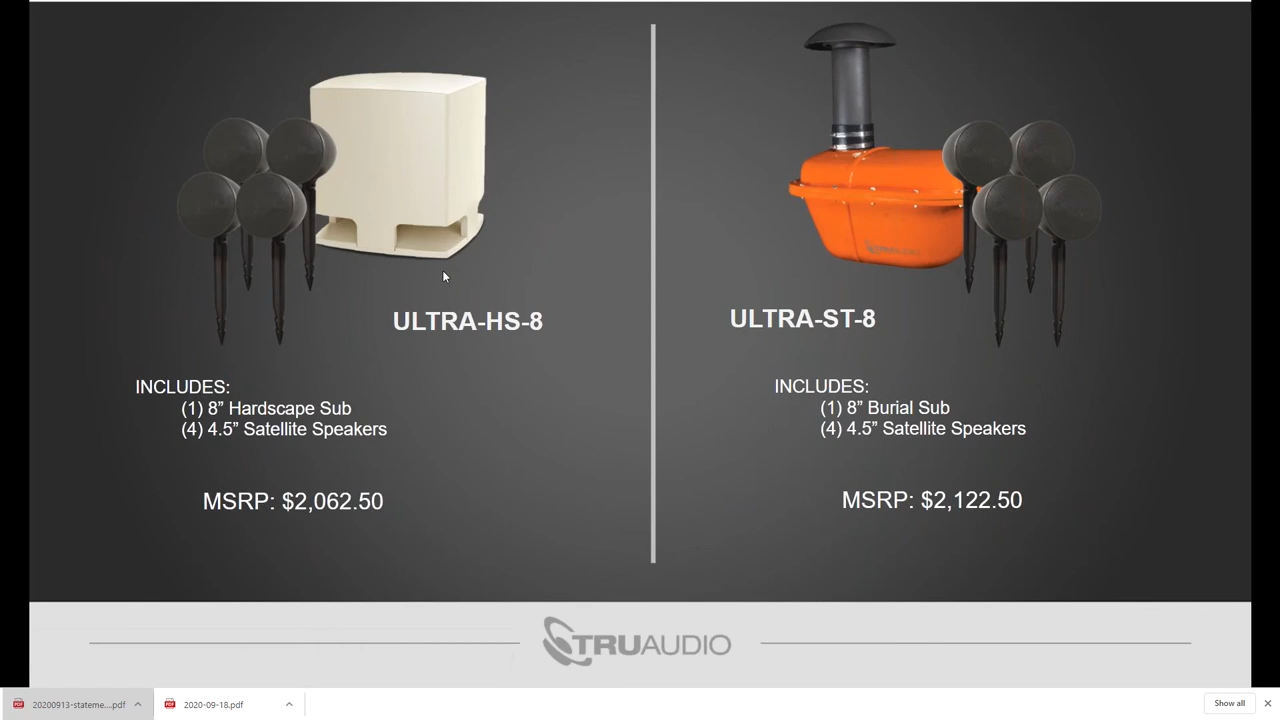 ULTRA-HS-8
INCLUDES:
(1) 8” Hardscape Sub
(4) 4.5” Satellite Speakers
MSRP: $2,062.50
ULTRA-ST-8
INCLUDES:
(1) 8” Burial Sub
(4) 4.5” Satellite Speakers
MSRP: $2,122.50
TRUAUDIO
20200913-stateme....pdf
2020-09-18.pdf
Show all